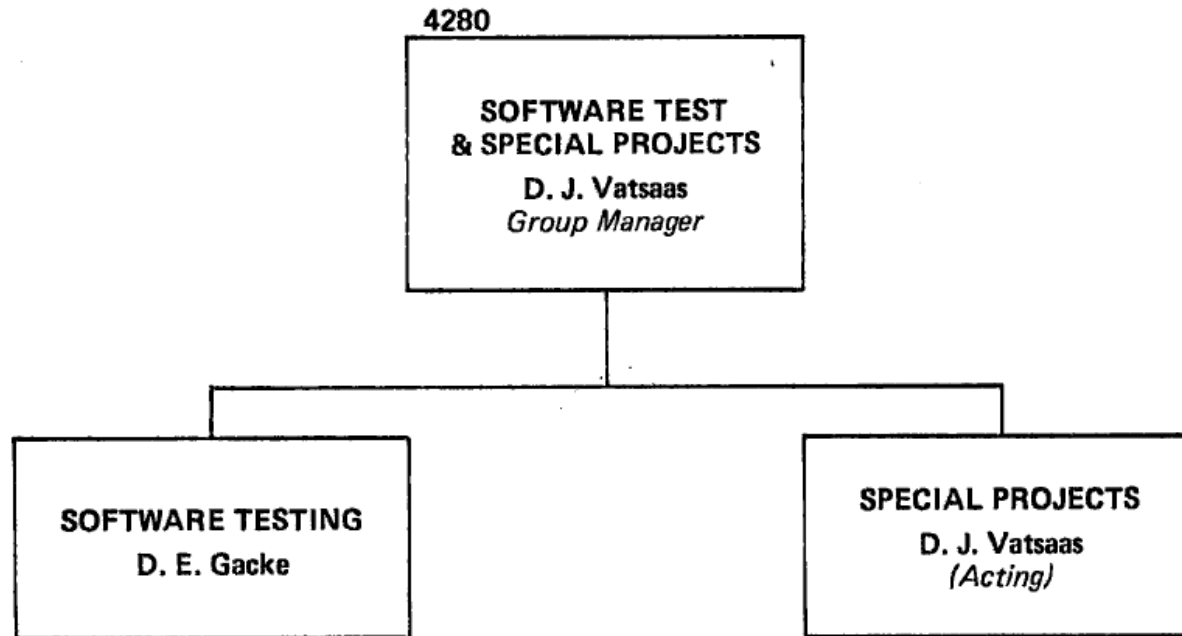 4280
SOFTWARE TEST
& SPECIAL PROJECTS
D. J. Vatsaas
Group Manager
SOFTWARE TESTING
D. E. Gacke
SPECIAL PROJECTS
D. J. Vatsaas
(Acting)